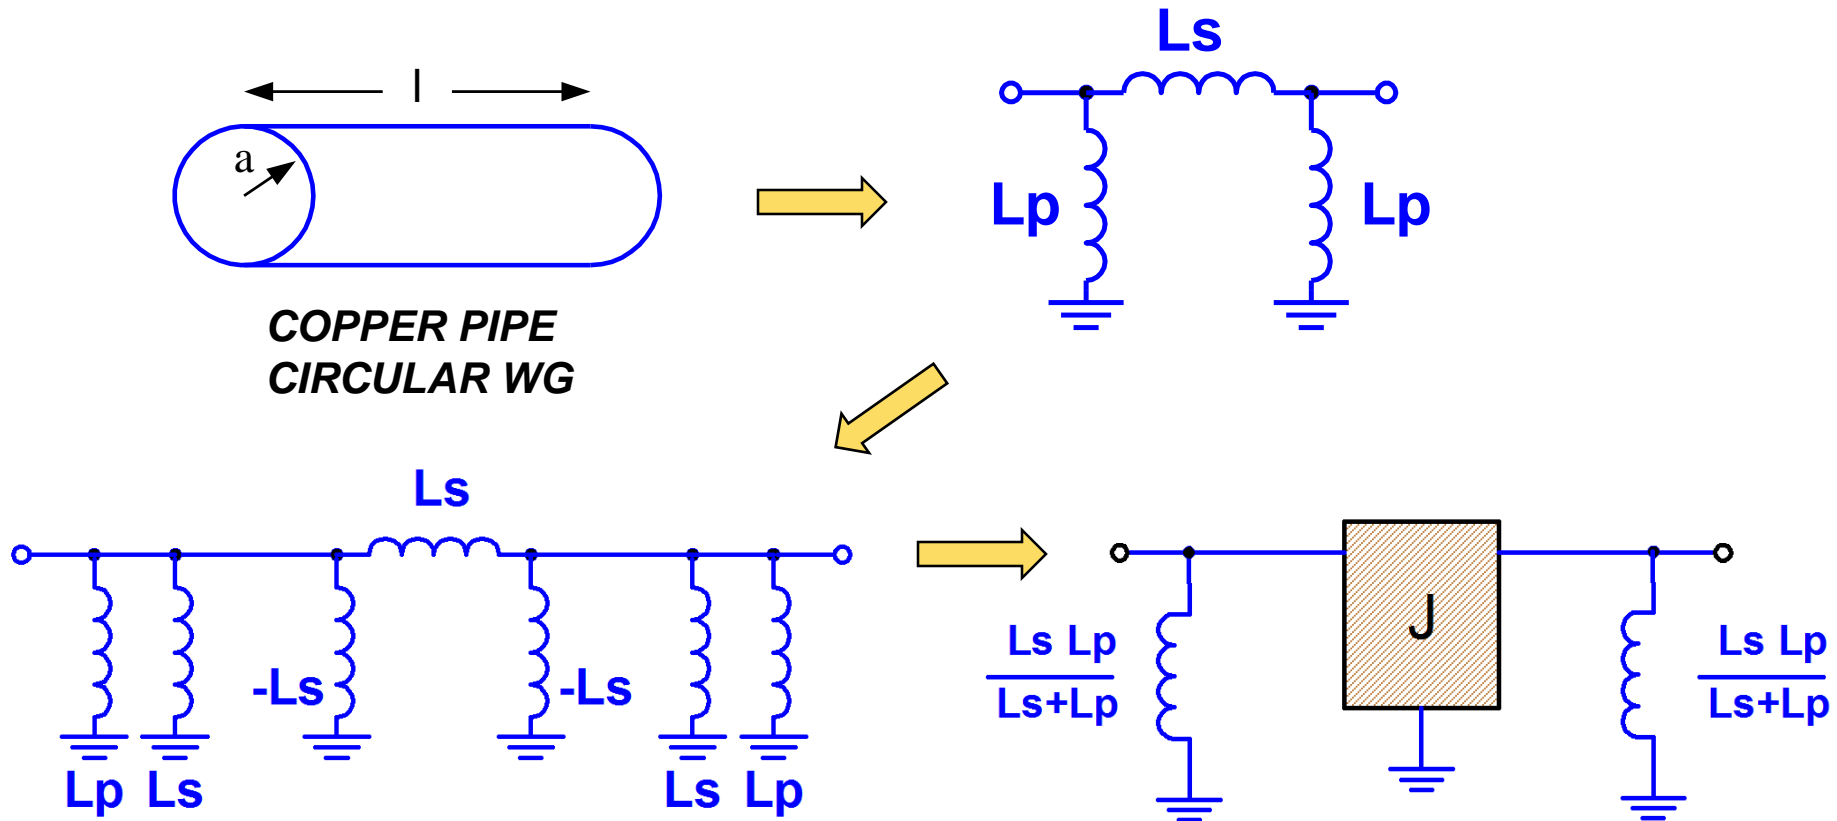 l
a
COPPER PIPE
CIRCULAR WG
Ls
Lp
Lp
Ls
-Ls
-Ls
Lp
Ls
Ls
Lp
J
Ls Lp
Ls+Lp
Ls Lp
Ls+Lp